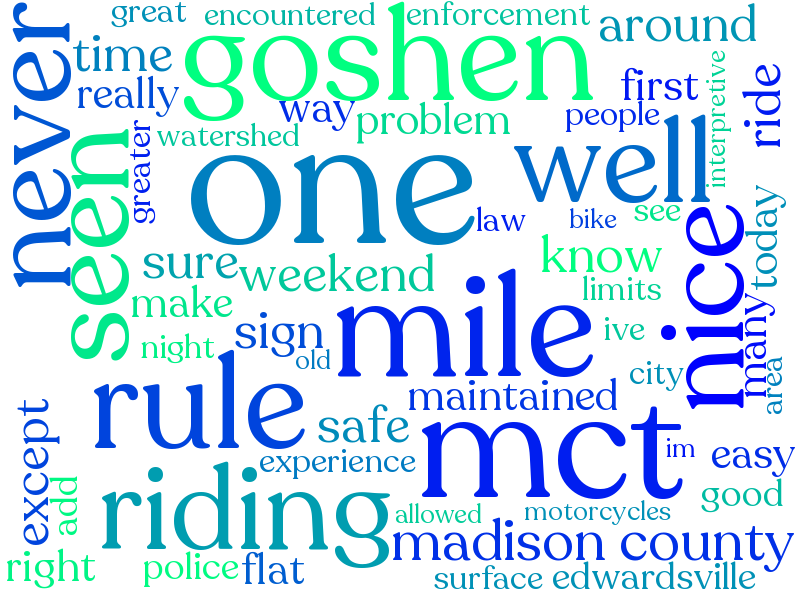 great
encountered
enforcement
never
time
goshen
around
really
way
problem
first
people
interpretive
ride
watershed
greater
seen
one
well
law
bike
see
today
sure
weekend
know
nice
make
limits
many
night
sign
old
mile
ive
city
area
rule
safe
maintained
mct
im
easy
except
experience
add
riding
allowed
motorcycles
good
madison county
right
police
flat
surface
edwardsville